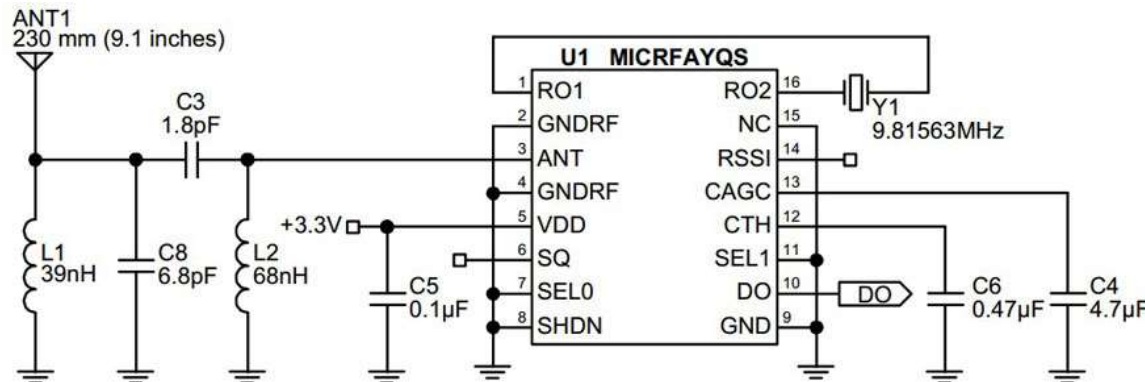 ANT1
230 mm (9.1 inches)
C3
1.8pF
L1
39nH
C8
6.8pF
L2
68nH
+3.3V
C5
0.1µF
U1 MICRFAYQS
1 RO1
2 GNDRF
3 ANT
4 GNDRF
5 VDD
6 SQ
7 SEL0
8 SHDN
RO2 16
NC 15
RSSI 14
CAGC 13
CTH 12
SEL1 11
DO 10
GND 9
Y1
9.81563MHz
DO
C6
0.47µF
C4
4.7µF